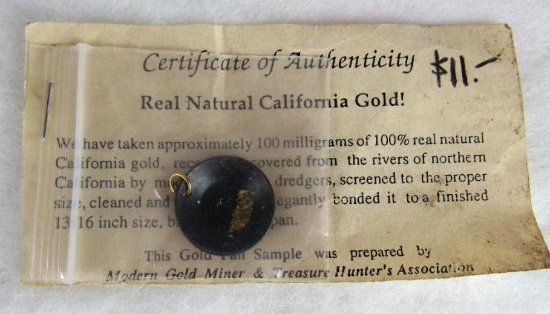 Certificate of Authenticity
$11.-
Real Natural California Gold!
We have taken approximately 100 milligrams of 100% real natural
California gold, covered from the rivers of northern
California by dredgers, screened to the proper
size, cleaned and elegantly bonded it to a finished
13/16 inch size, pan.
This Gold Pan Sample was prepared by
Modern Gold Miner & Treasure Hunter's Association